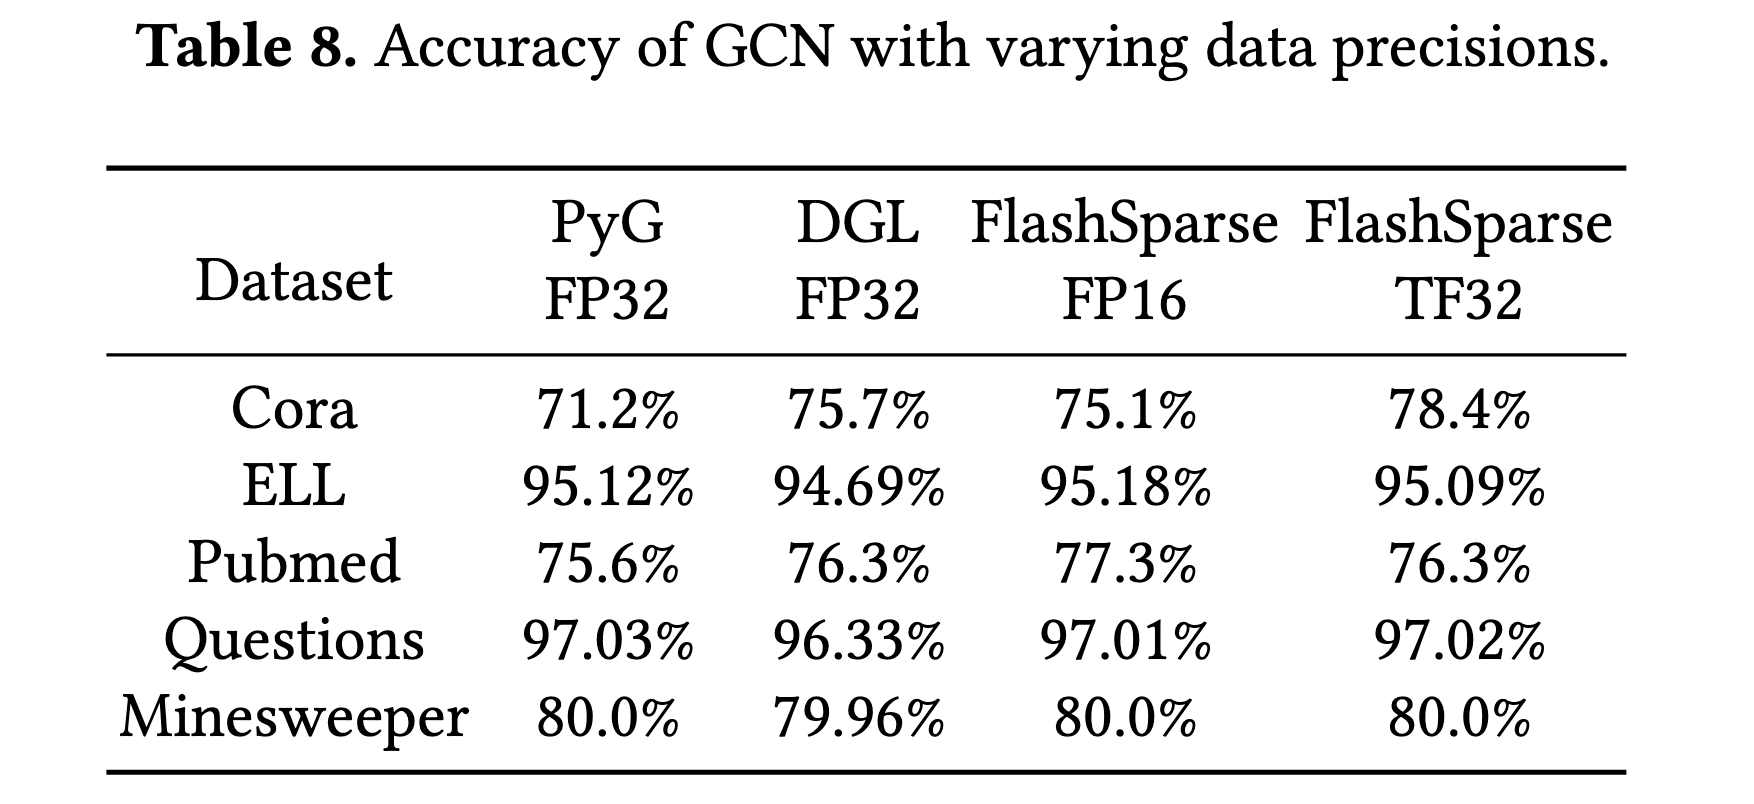 Table 8. Accuracy of GCN with varying data precisions.
Dataset PyG FP32 DGL FP32 FlashSparse FP16 FlashSparse TF32
Cora 71.2% 75.7% 75.1% 78.4%
ELL 95.12% 94.69% 95.18% 95.09%
Pubmed 75.6% 76.3% 77.3% 76.3%
Questions 97.03% 96.33% 97.01% 97.02%
Minesweeper 80.0% 79.96% 80.0% 80.0%